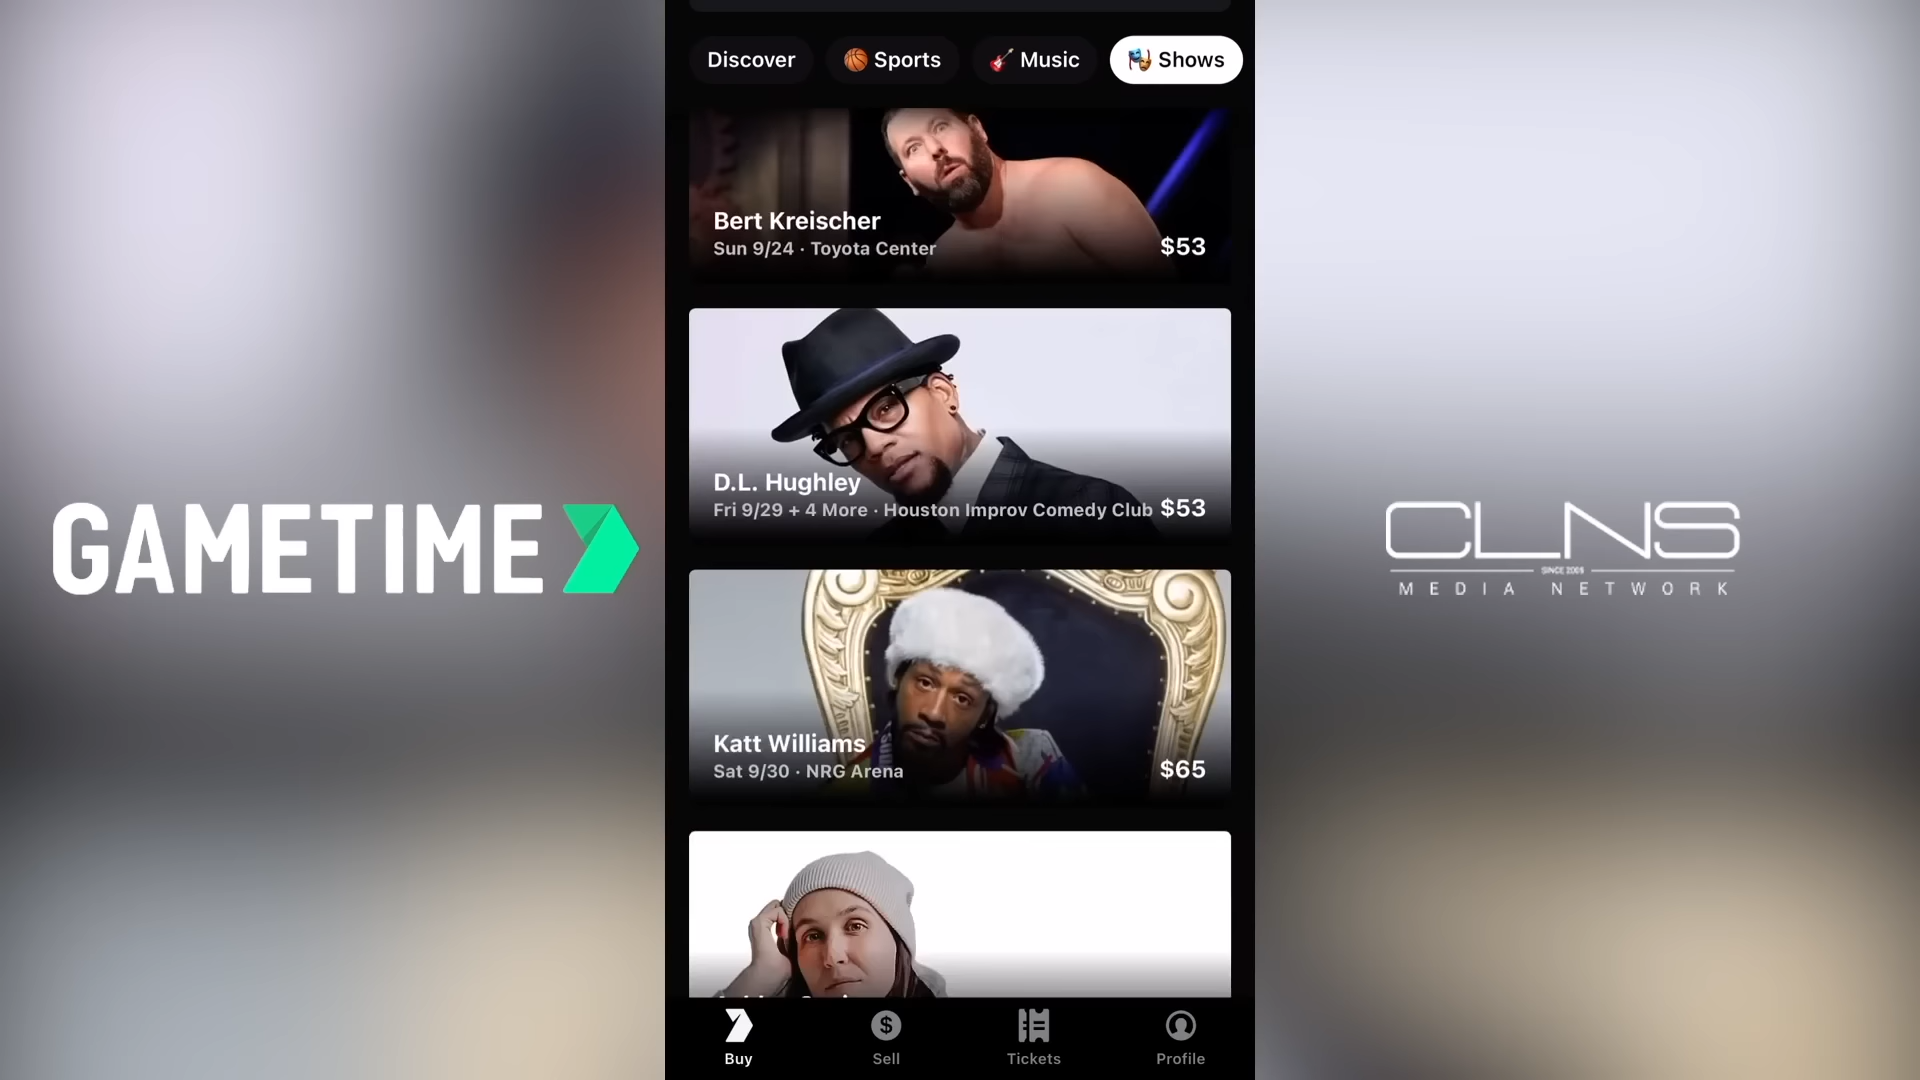 Discover
Sports
Music
Shows
Bert Kreischer
Sun 9/24 · Toyota Center
$53
D.L. Hughley
Fri 9/29 + 4 More · Houston Improv Comedy Club
$53
Katt Williams
Sat 9/30 · NRG Arena
$65
GAMETIME
CLNS
SINCE 2009
MEDIA NETWORK
Buy
Sell
Tickets
Profile